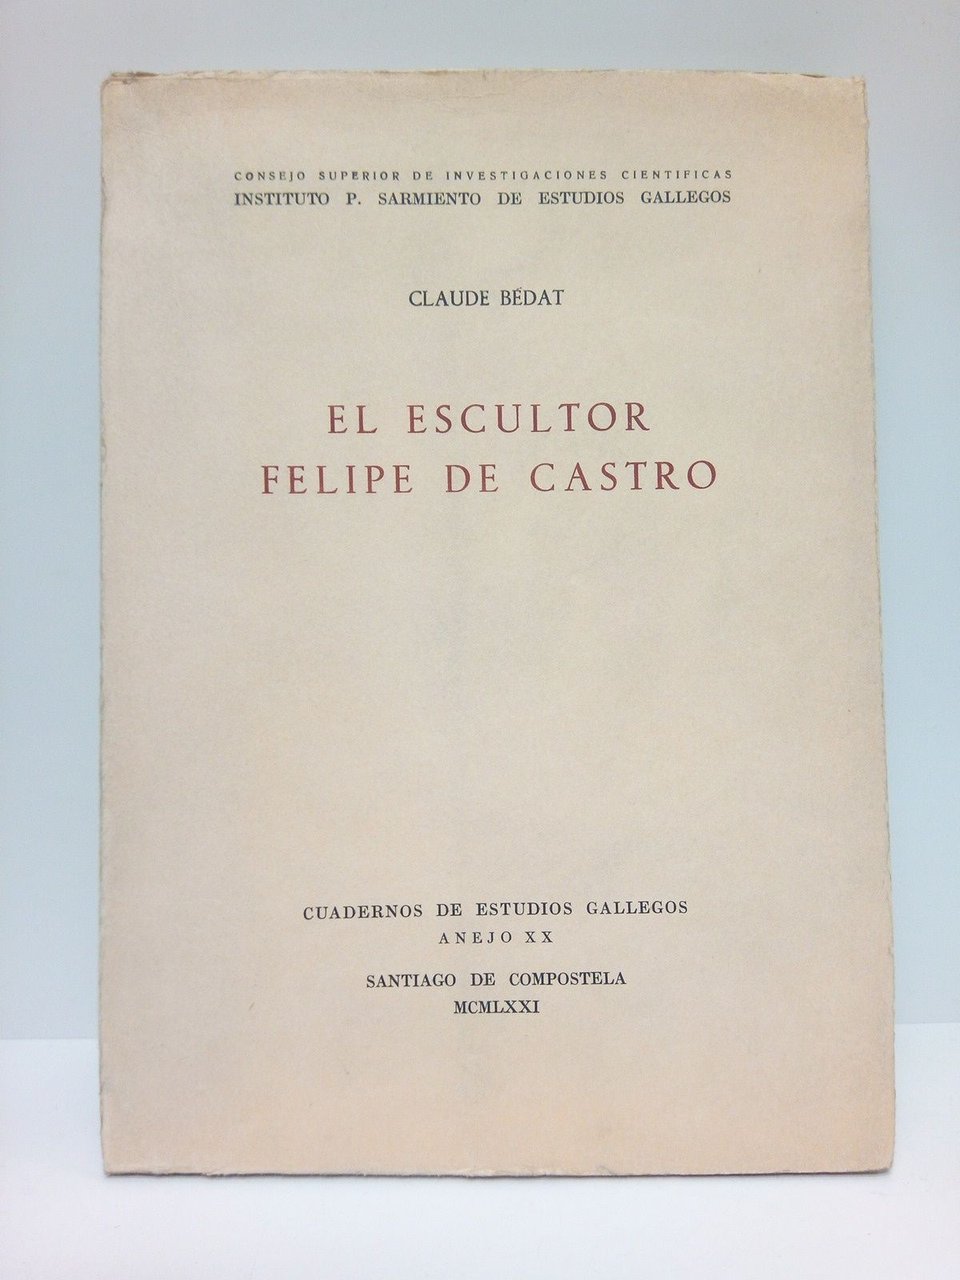 CONSEJO SUPERIOR DE INVESTIGACIONES CIENTIFICAS
INSTITUTO P. SARMIENTO DE ESTUDIOS GALLEGOS
CLAUDE BÉDAT
EL ESCULTOR
FELIPE DE CASTRO
CUADERNOS DE ESTUDIOS GALLEGOS
ANEJO XX
SANTIAGO DE COMPOSTELA
MCMLXXI